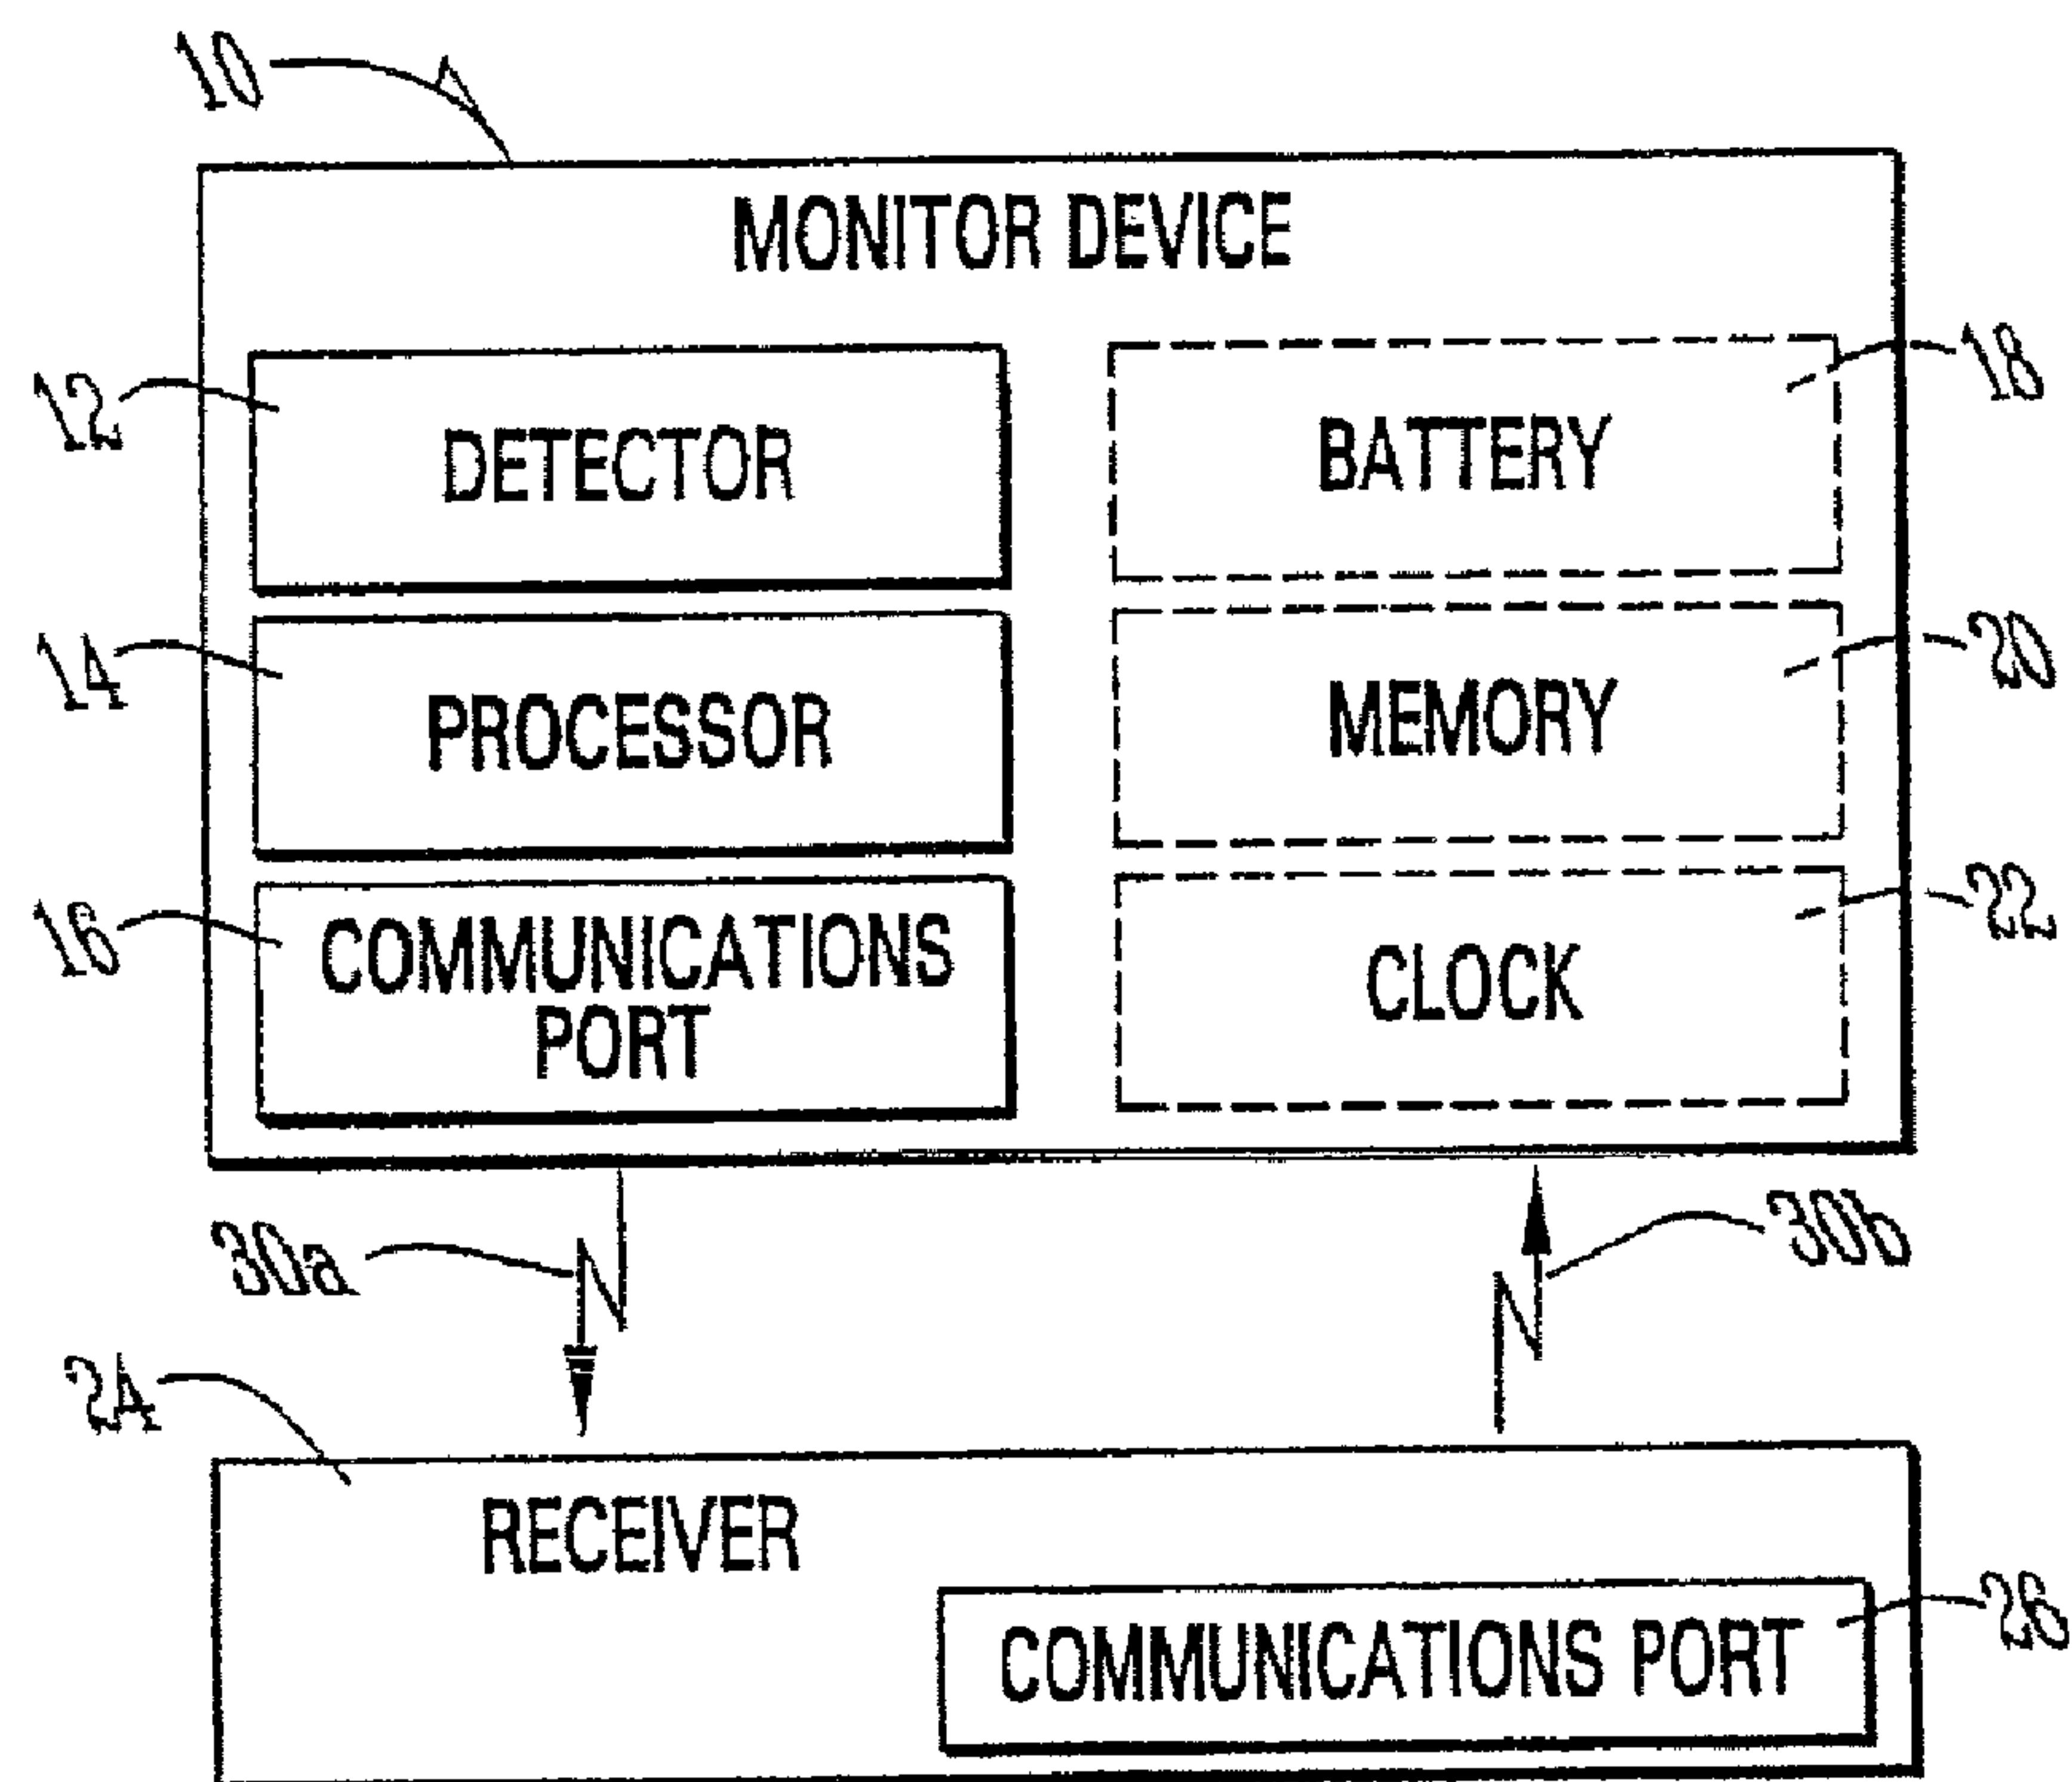 10
MONITOR DEVICE
12
DETECTOR
BATTERY
18
14
PROCESSOR
MEMORY
20
16
COMMUNICATIONS
PORT
CLOCK
22
30a
30b
24
RECEIVER
COMMUNICATIONS PORT
26